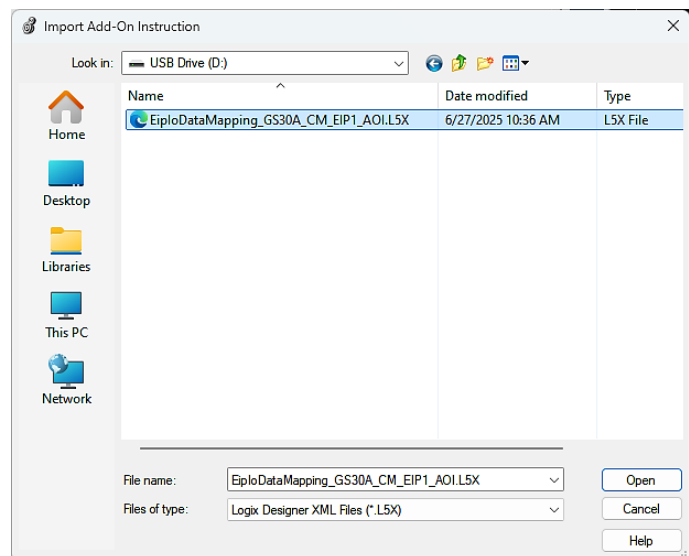 Import Add-On Instruction
Look in: USB Drive (D:)
Name Date modified Type
EipIoDataMapping_GS30A_CM_EIP1_AOI.L5X 6/27/2025 10:36 AM L5X File
Home
Desktop
Libraries
This PC
Network
File name: EipIoDataMapping_GS30A_CM_EIP1_AOI.L5X Open
Files of type: Logix Designer XML Files (*.L5X) Cancel
Help